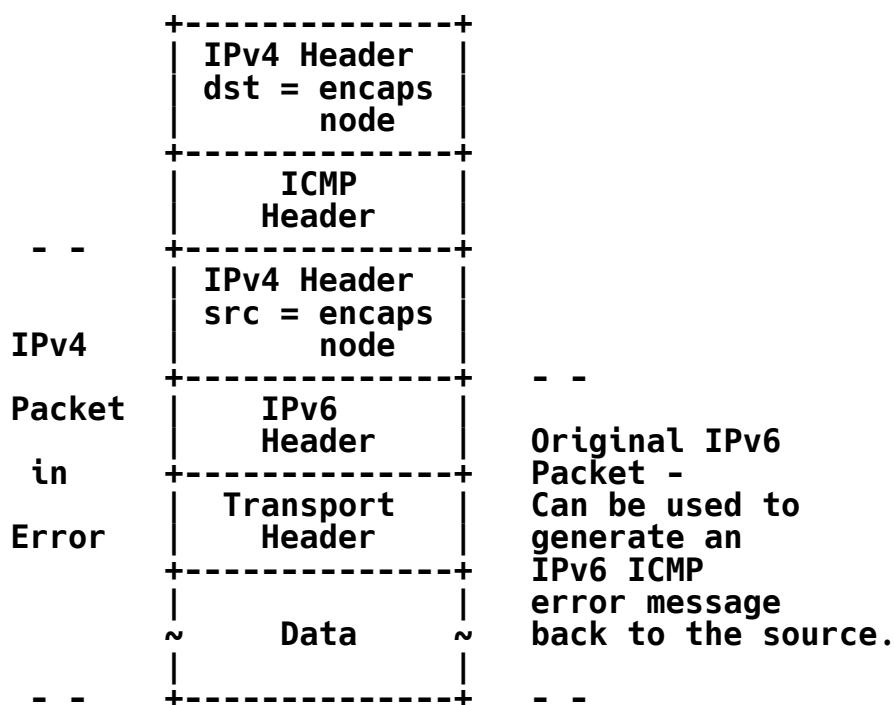 +--------------+
| IPv4 Header |
| dst = encaps |
| node |
+--------------+
| ICMP |
| Header |
- - +--------------+
| IPv4 Header |
| src = encaps |
IPv4 | node |
+--------------+ - -
Packet | IPv6 |
| Header | Original IPv6
in +--------------+ Packet -
| Transport | Can be used to
Error | Header | generate an
+--------------+ IPv6 ICMP
| | error message
~ Data ~ back to the source.
| |
- - +--------------+ - -